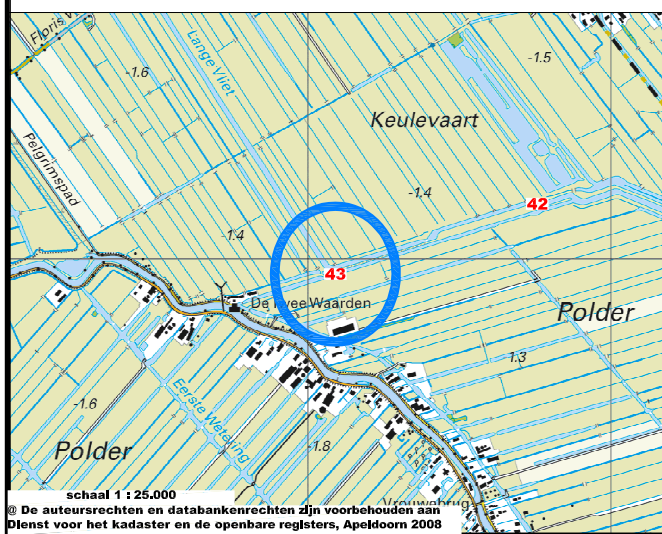 Floris V
Lange Vliet
-1.6
-1.5
Keulevaart
Pelgrimspad
-1.4
42
-1.4
43
De Twee Waarden
Polder
1.3
-1.6
Eerste Wetering
Polder
-1.8
schaal 1 : 25.000
Vrouwebrug
@ De auteursrechten en databankenrechten zijn voorbehouden aan
Dienst voor het kadaster en de openbare registers, Apeldoorn 2008